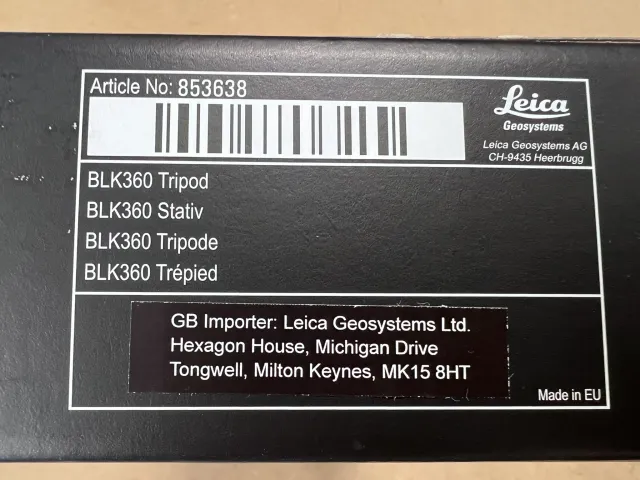 Article No: 853638
Leica
Geosystems
Leica Geosystems AG
CH-9435 Heerbrugg
BLK360 Tripod
BLK360 Stativ
BLK360 Tripode
BLK360 Trépied
GB Importer: Leica Geosystems Ltd.
Hexagon House, Michigan Drive
Tongwell, Milton Keynes, MK15 8HT
Made in EU